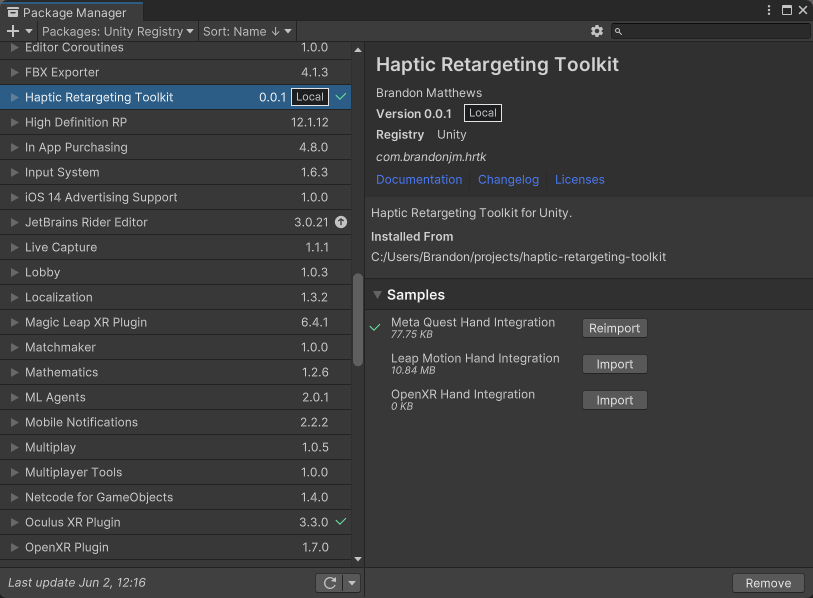 Package Manager
Packages: Unity Registry Sort: Name ↓
Editor Coroutines 1.0.0
FBX Exporter 4.1.3
Haptic Retargeting Toolkit 0.0.1 Local
High Definition RP 12.1.12
In App Purchasing 4.8.0
Input System 1.6.3
iOS 14 Advertising Support 1.0.0
JetBrains Rider Editor 3.0.21
Live Capture 1.1.1
Lobby 1.0.3
Localization 1.3.2
Magic Leap XR Plugin 6.4.1
Matchmaker 1.0.0
Mathematics 1.2.6
ML Agents 2.0.1
Mobile Notifications 2.2.2
Multiplay 1.0.5
Multiplayer Tools 1.0.0
Netcode for GameObjects 1.4.0
Oculus XR Plugin 3.3.0
OpenXR Plugin 1.7.0
Last update Jun 2, 12:16
Haptic Retargeting Toolkit
Brandon Matthews
Version 0.0.1 Local
Registry Unity
com.brandonjm.hrtk
Documentation Changelog Licenses
Haptic Retargeting Toolkit for Unity.
Installed From
C:/Users/Brandon/projects/haptic-retargeting-toolkit
Samples
Meta Quest Hand Integration Reimport
77.75 KB
Leap Motion Hand Integration Import
10.84 MB
OpenXR Hand Integration Import
0 KB
Remove